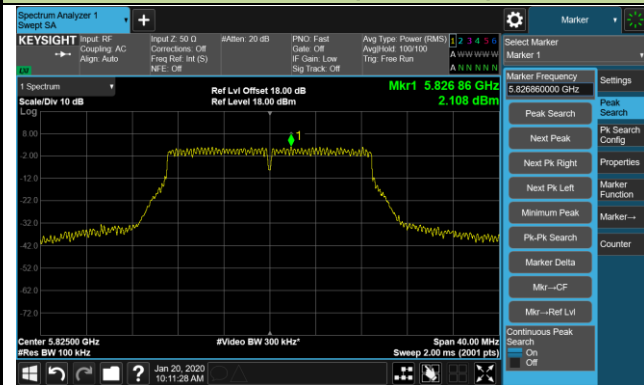 Spectrum Analyzer 1
Swept SA
Marker
KEYSIGHT
Input: RF
Coupling: AC
Align: Auto
Input Z: 50 Ω
Corrections: Off
Freq Ref: Int (S)
NFE: Off
#Atten: 20 dB
PNO: Fast
Gate: Off
IF Gain: Low
Sig Track: Off
Avg Type: Power (RMS)
Avg|Hold: 100/100
Trig: Free Run
1 2 3 4 5 6
A W W W W W
A N N N N N
Select Marker
Marker 1
1 Spectrum
Scale/Div 10 dB
Log
Ref Lvl Offset 18.00 dB
Ref Level 18.00 dBm
Mkr1 5.826 86 GHz
2.108 dBm
8.00
-2.00
-12.0
-22.0
-32.0
-42.0
-52.0
-62.0
-72.0
1
Center 5.82500 GHz
#Res BW 100 kHz
#Video BW 300 kHz*
Span 40.00 MHz
Sweep 2.00 ms (2001 pts)
Marker Frequency
5.826860000 GHz
Peak Search
Next Peak
Next Pk Right
Next Pk Left
Minimum Peak
Pk-Pk Search
Marker Delta
Mkr→CF
Mkr→Ref Lvl
Continuous Peak
Search
On
Off
Settings
Peak
Search
Pk Search
Config
Properties
Marker
Function
Marker→
Counter
Jan 20, 2020
10:11:28 AM